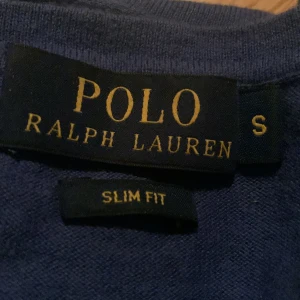 POLO
RALPH LAUREN
S
SLIM FIT